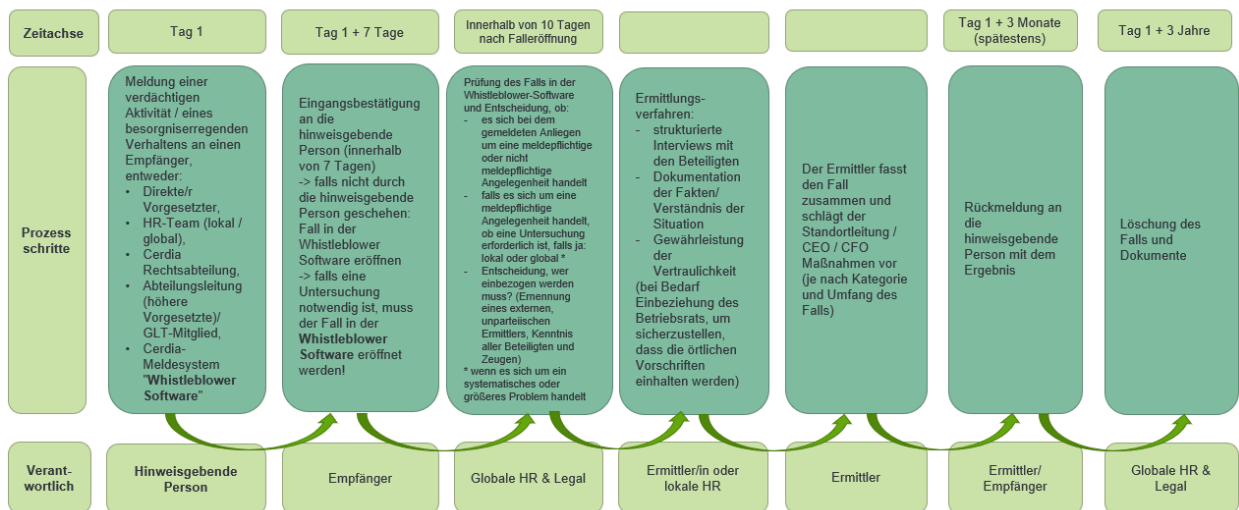 Zeitachse
Tag 1
Tag 1 + 7 Tage
Innerhalb von 10 Tagen
nach Falleröffnung
Tag 1 + 3 Monate
(spätestens)
Tag 1 + 3 Jahre
Prozess
schritte
Meldung einer
verdächtigen
Aktivität / eines
besorgniserregenden
Verhaltens an einen
Empfänger,
entweder:
• Direkte/r
Vorgesetzter,
• HR-Team (lokal /
global),
• Cerdia
Rechtsabteilung,
• Abteilungsleitung
(höhere
Vorgesetzte)/
GLT-Mitglied,
• Cerdia-
Meldesystem
"Whistleblower
Software"
Eingangsbestätigung
an die
hinweisgebende
Person (innerhalb
von 7 Tagen)
-> falls nicht durch
die hinweisgebende
Person geschehen:
Fall in der
Whistleblower
Software eröffnen
-> falls eine
Untersuchung
notwendig ist, muss
der Fall in der
Whistleblower
Software eröffnet
werden!
Prüfung des Falls in der
Whistleblower-Software
und Entscheidung, ob:
- es sich bei dem
gemeldeten Anliegen
um eine meldepflichtige
oder nicht
meldepflichtige
Angelegenheit handelt
- falls es sich um eine
meldepflichtige
Angelegenheit handelt,
ob eine Untersuchung
erforderlich ist, falls ja:
lokal oder global *
- Entscheidung, wer
einbezogen werden
muss? (Ernennung
eines externen,
unparteiischen
Ermittlers, Kenntnis
aller Beteiligten und
Zeugen)
* wenn es sich um ein
systematisches oder
größeres Problem handelt
Ermittlungs-
verfahren:
- strukturierte
Interviews mit
den Beteiligten
- Dokumentation
der Fakten/
Verständnis der
Situation
- Gewährleistung
der
Vertraulichkeit
(bei Bedarf
Einbeziehung des
Betriebsrats, um
sicherzustellen,
dass die örtlichen
Vorschriften
einhalten werden)
Der Ermittler fasst
den Fall
zusammen und
schlägt der
Standortleitung /
CEO / CFO
Maßnahmen vor
(je nach Kategorie
und Umfang des
Falls)
Rückmeldung an
die
hinweisgebende
Person mit dem
Ergebnis
Löschung des
Falls und
Dokumente
Verant-
wortlich
Hinweisgebende
Person
Empfänger
Globale HR & Legal
Ermittler/in oder
lokale HR
Ermittler
Ermittler/
Empfänger
Globale HR &
Legal